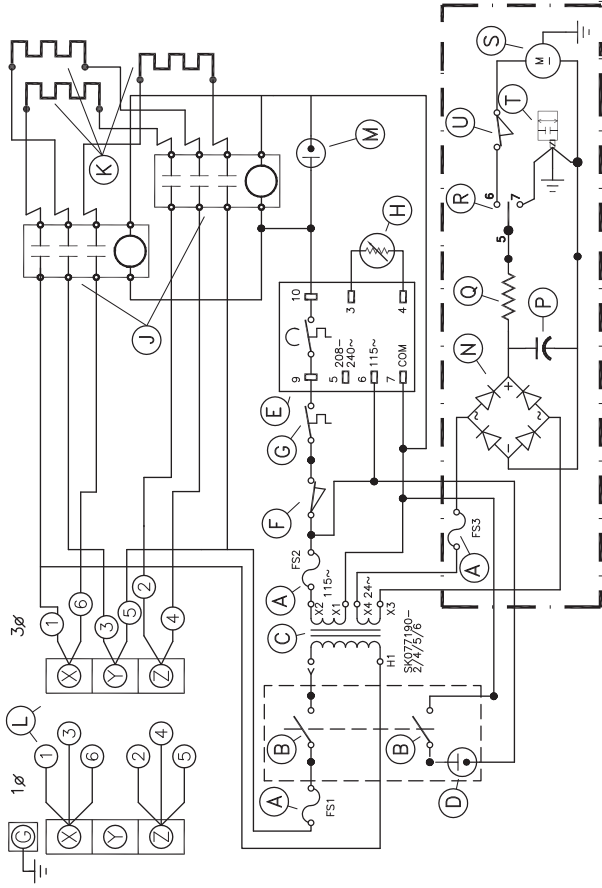 K
M
H
J
10
3
9
5 208-
240~
6 115~
7 COM
4
E
G
F
FS2
A
X2 115~
X1
X4 24~
X3
C
H1
SK077190-
2/4/5/6
B
B
D
A
FS1
L
3ø
1
6
3
5
2
4
X
Y
Z
1ø
G
1
3
6
2
4
5
X
Y
Z
S
M
T
U
R
6
7
5
Q
P
N
~
+
-
~
FS3
A